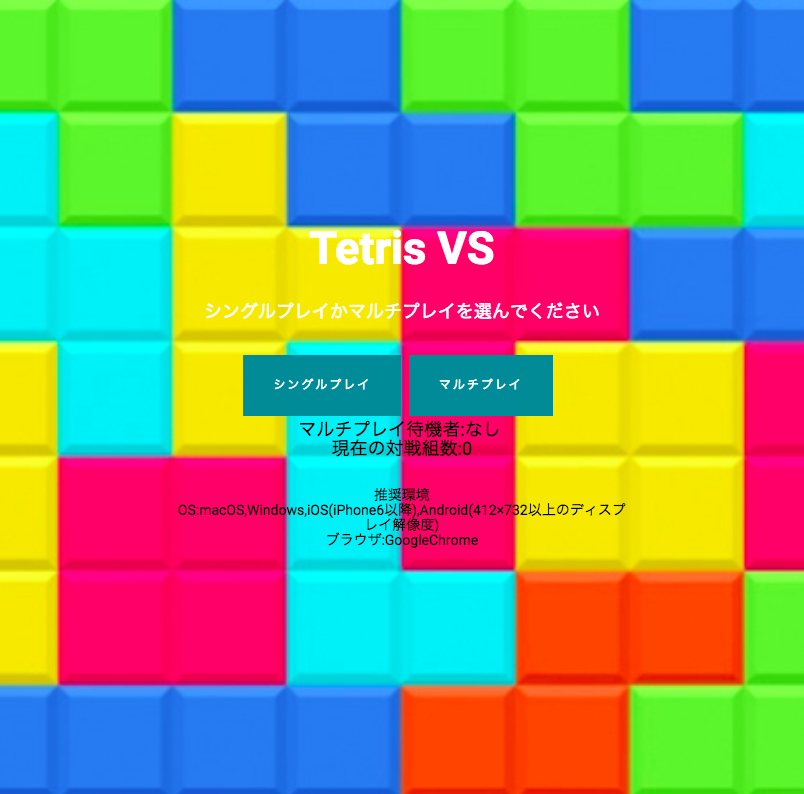 Tetris VS
シングルプレイかマルチプレイを選んでください
シングルプレイ
マルチプレイ
マルチプレイ待機者:なし
現在の対戦組数:0
推奨環境
OS:macOS,Windows,iOS(iPhone6以降),Android(412×732以上のディスプ
レイ解像度)
ブラウザ:GoogleChrome